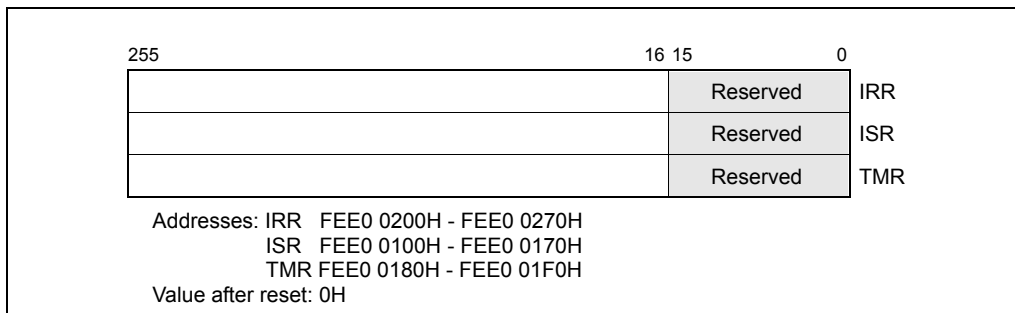 255 16 15 0
Reserved IRR
Reserved ISR
Reserved TMR
Addresses: IRR FEE0 0200H - FEE0 0270H
ISR FEE0 0100H - FEE0 0170H
TMR FEE0 0180H - FEE0 01F0H
Value after reset: 0H